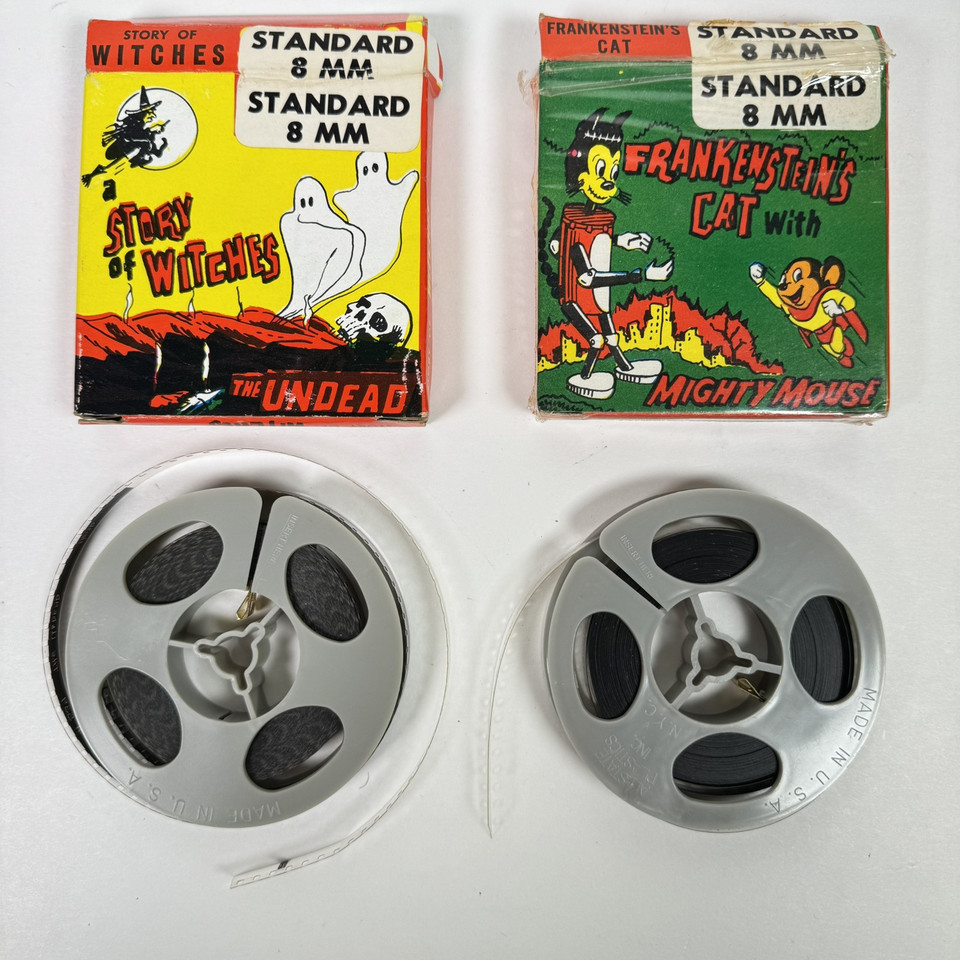 STORY OF
WITCHES
STANDARD
8 MM
STANDARD
8 MM
a
STORY
of WITCHES
THE UNDEAD
FRANKENSTEIN'S
CAT
STANDARD
8 MM
STANDARD
8 MM
FRANKENSTEIN'S
CAT with
MIGHTY MOUSE
MADE IN U.S.A.
MADE IN U.S.A.
N.Y.C.
INC.